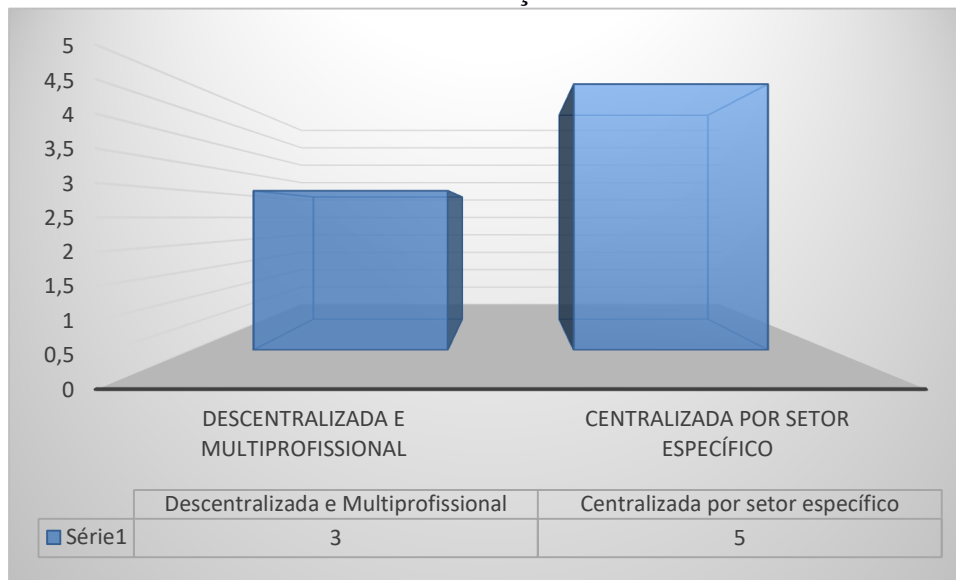 5
4,5
4
3,5
3
2,5
2
1,5
1
0,5
0
DESCENTRALIZADA E
MULTIPROFISSIONAL
CENTRALIZADA POR SETOR
ESPECÍFICO
Descentralizada e Multiprofissional
Centralizada por setor específico
Série1
3
5